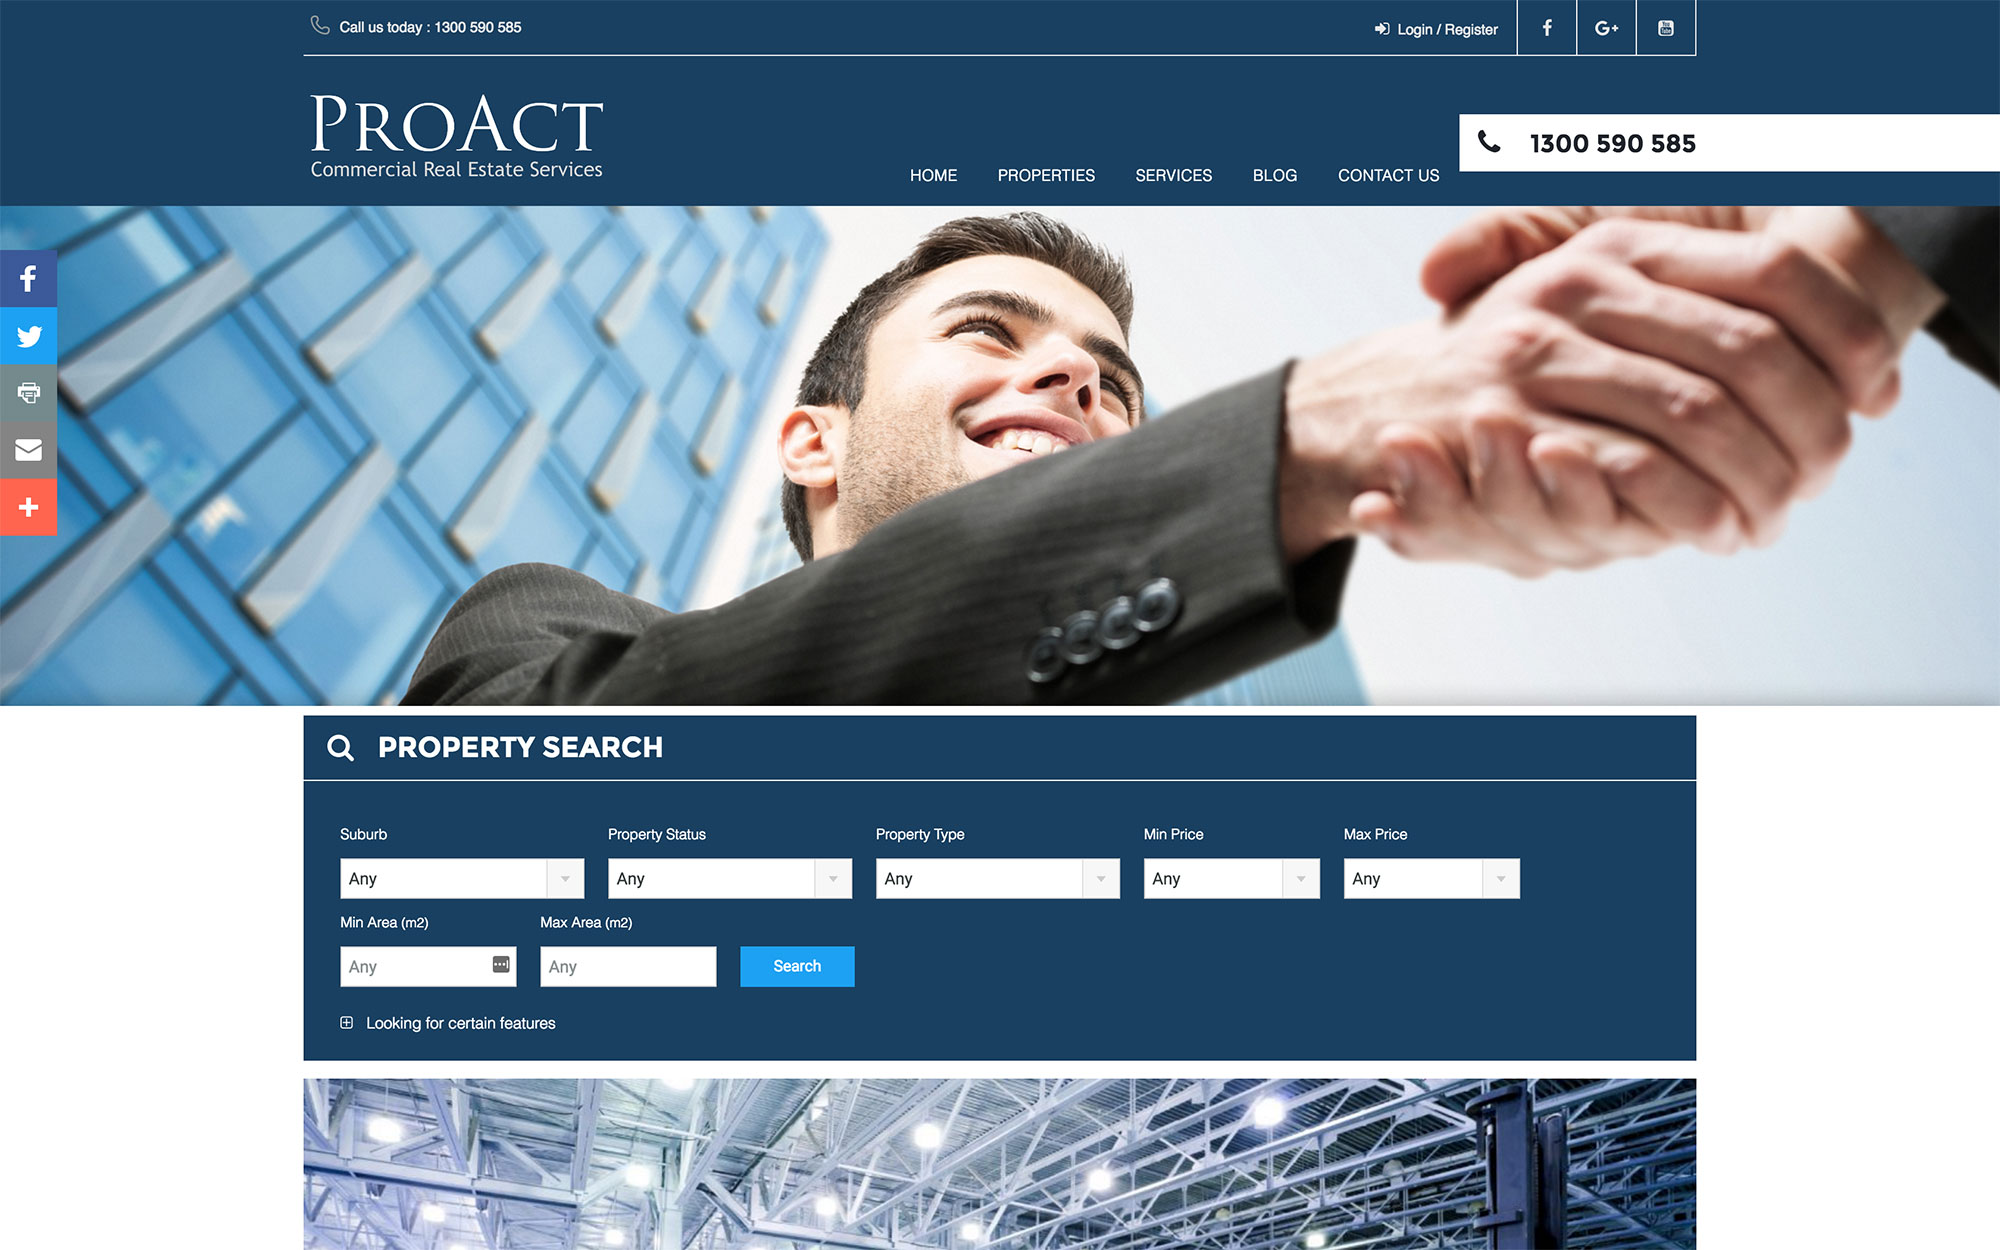 Call us today : 1300 590 585
Login / Register
G+
PROACT
Commercial Real Estate Services
1300 590 585
HOME PROPERTIES SERVICES BLOG CONTACT US
PROPERTY SEARCH
Suburb Property Status Property Type Min Price Max Price
Any Any Any Any Any
Min Area (m2) Max Area (m2)
Any Any Search
Looking for certain features